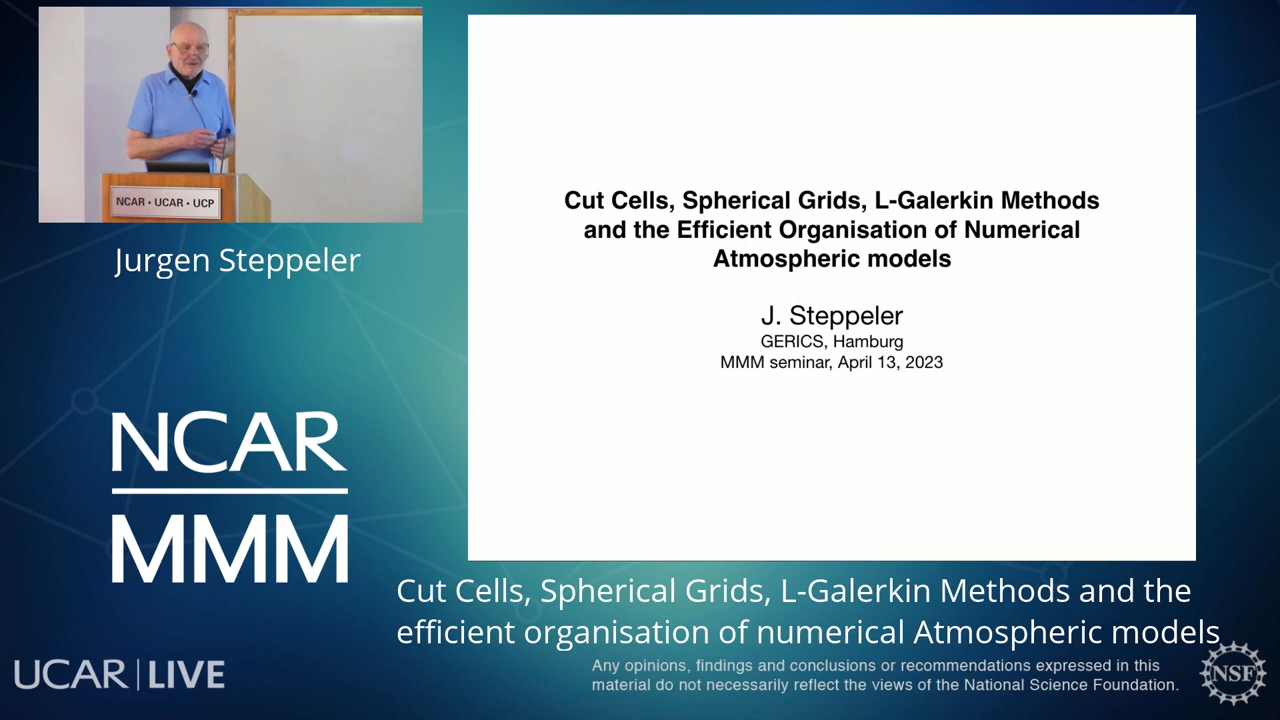 NCAR • UCAR • UCP
Jurgen Steppeler
NCAR
MMM
Cut Cells, Spherical Grids, L-Galerkin Methods
and the Efficient Organisation of Numerical
Atmospheric models
J. Steppeler
GERICS, Hamburg
MMM seminar, April 13, 2023
Cut Cells, Spherical Grids, L-Galerkin Methods and the
efficient organisation of numerical Atmospheric models
UCAR | LIVE
Any opinions, findings and conclusions or recommendations expressed in this
material do not necessarily reflect the views of the National Science Foundation.
NSF